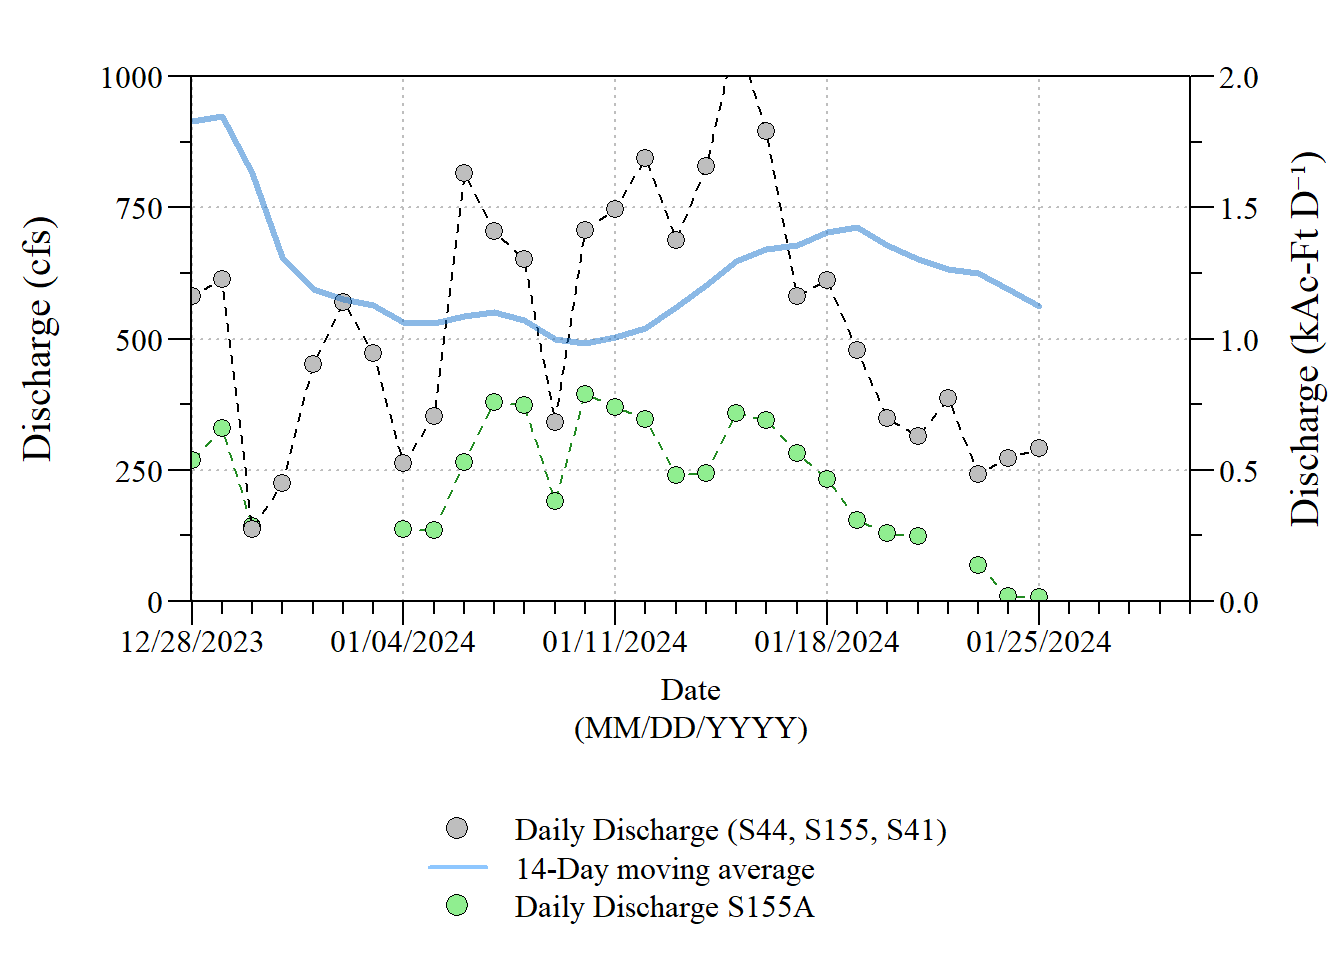 1000
750
500
250
0
Discharge (cfs)
2.0
1.5
1.0
0.5
0.0
Discharge (kAc-Ft D⁻¹)
12/28/2023
01/04/2024
01/11/2024
01/18/2024
01/25/2024
Date
(MM/DD/YYYY)
Daily Discharge (S44, S155, S41)
14-Day moving average
Daily Discharge S155A